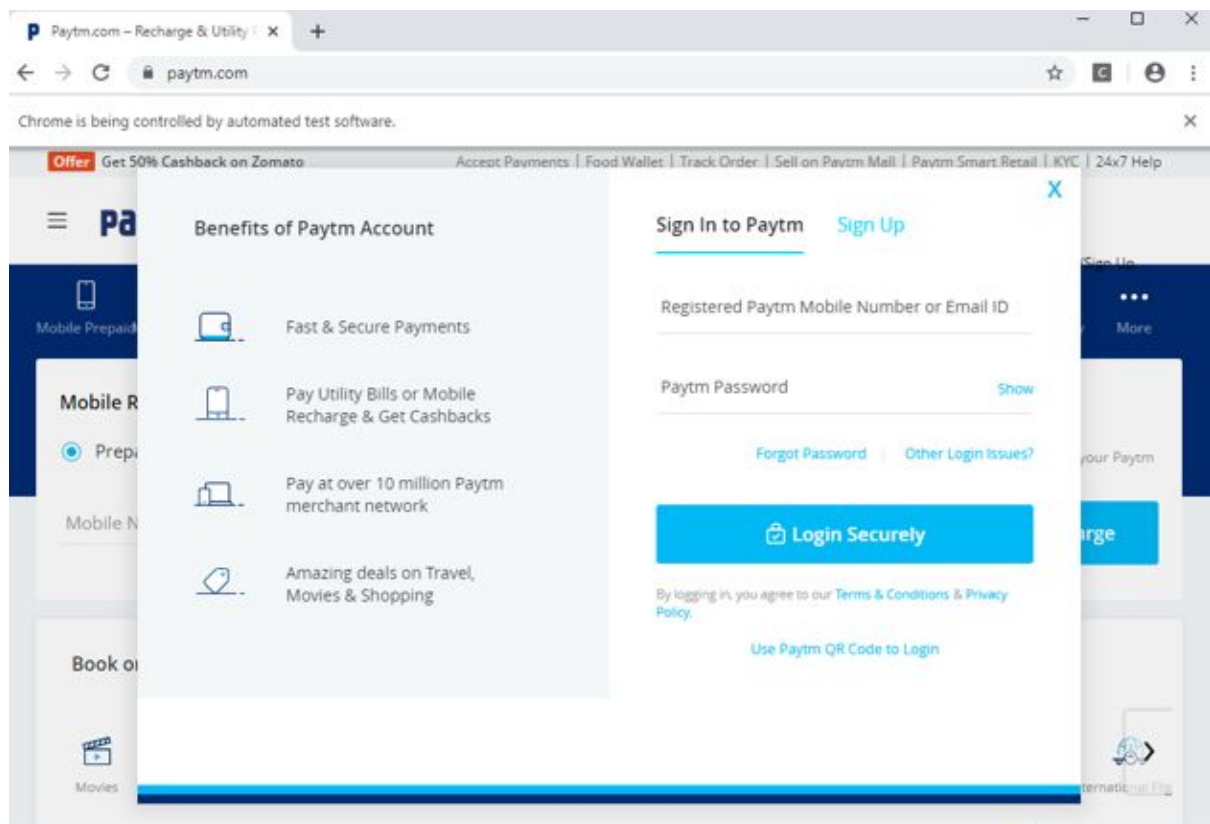 Paytm.com – Recharge & Utility
paytm.com
Chrome is being controlled by automated test software.
Offer Get 50% Cashback on Zomato
Accept Payments | Food Wallet | Track Order | Sell on Paytm Mall | Paytm Smart Retail | KYC | 24x7 Help
X
Pa
Benefits of Paytm Account
Sign In to Paytm Sign Up
/Sign Up
Mobile Prepaid
More
Fast & Secure Payments
Registered Paytm Mobile Number or Email ID
Pay Utility Bills or Mobile
Recharge & Get Cashbacks
Paytm Password Show
Mobile R
Prepa
Forgot Password | Other Login Issues?
your Paytm
Pay at over 10 million Paytm
merchant network
Mobile N
Login Securely
arge
Amazing deals on Travel,
Movies & Shopping
By logging in, you agree to our Terms & Conditions & Privacy
Policy.
Use Paytm QR Code to Login
Book o
Movies
ternational Flig